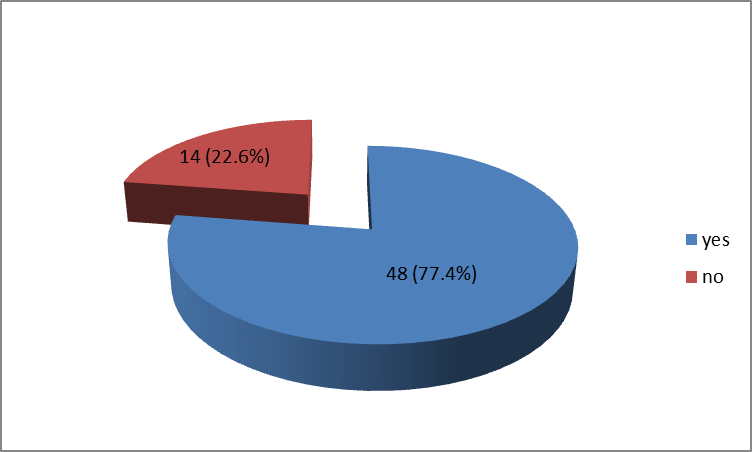 14 (22.6%)
48 (77.4%)
yes
no